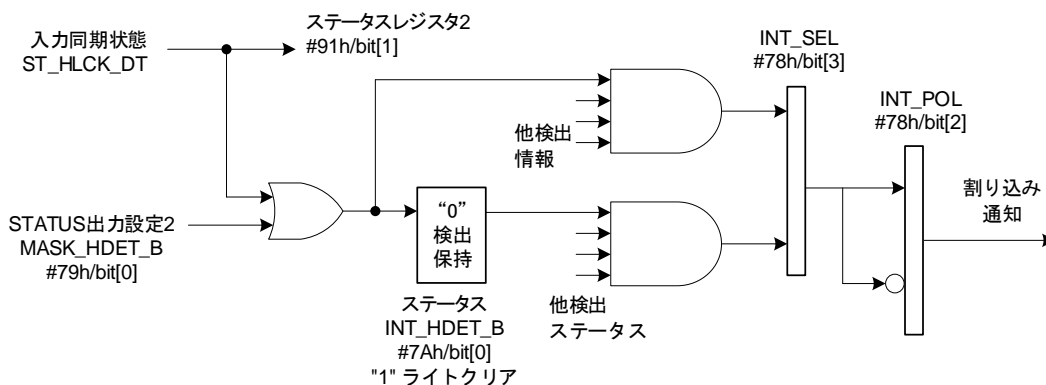 入力同期状態
ST_HLCK_DT
ステータスレジスタ2
#91h/bit[1]
INT_SEL
#78h/bit[3]
INT_POL
#78h/bit[2]
他検出
情報
割り込み
通知
STATUS出力設定2
MASK_HDET_B
#79h/bit[0]
“0”
検出
保持
ステータス
INT_HDET_B
#7Ah/bit[0]
"1" ライトクリア
他検出
ステータス